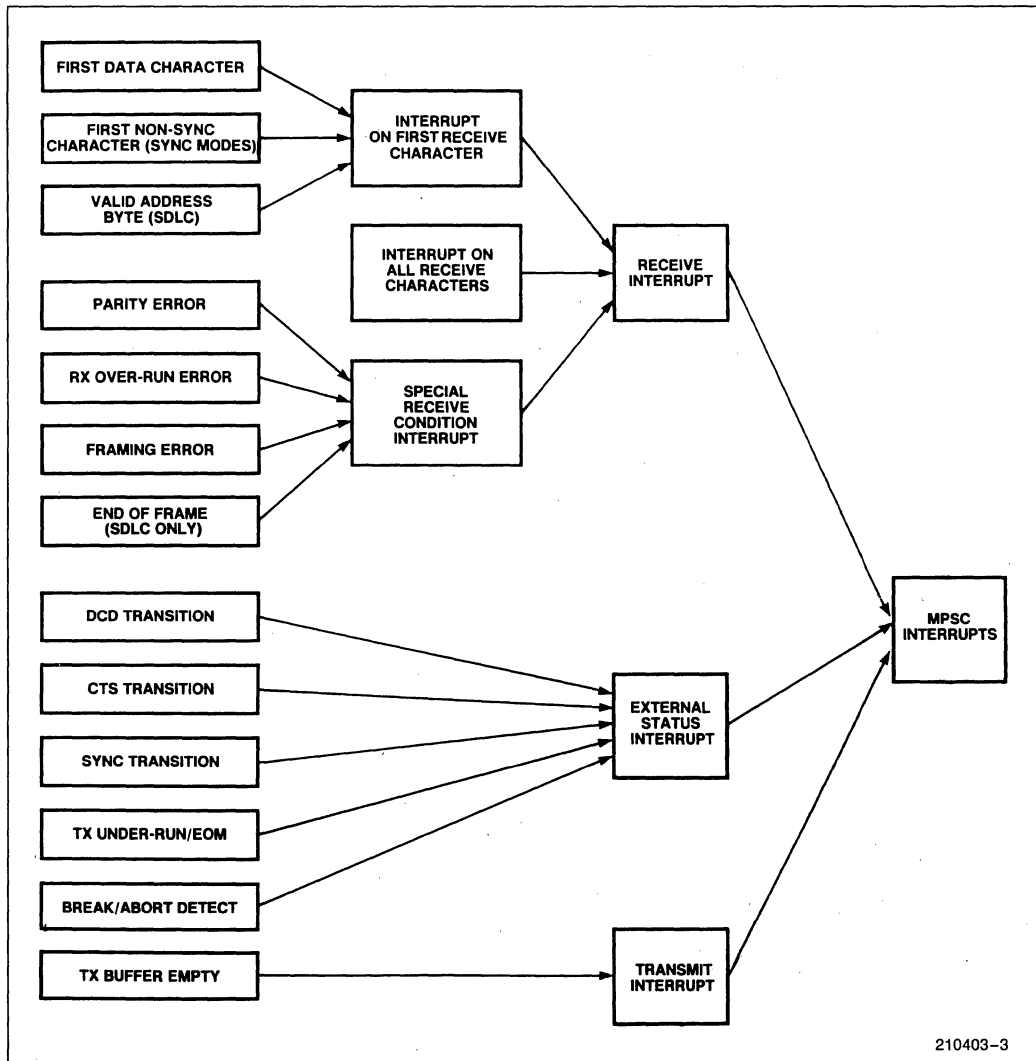 FIRST DATA CHARACTER
FIRST NON-SYNC
CHARACTER (SYNC MODES)
VALID ADDRESS
BYTE (SDLC)
INTERRUPT
ON FIRST RECEIVE
CHARACTER
INTERRUPT ON
ALL RECEIVE
CHARACTERS
RECEIVE
INTERRUPT
PARITY ERROR
RX OVER-RUN ERROR
FRAMING ERROR
END OF FRAME
(SDLC ONLY)
SPECIAL
RECEIVE
CONDITION
INTERRUPT
DCD TRANSITION
CTS TRANSITION
SYNC TRANSITION
TX UNDER-RUN/EOM
BREAK/ABORT DETECT
EXTERNAL
STATUS
INTERRUPT
MPSC
INTERRUPTS
TX BUFFER EMPTY
TRANSMIT
INTERRUPT
210403-3